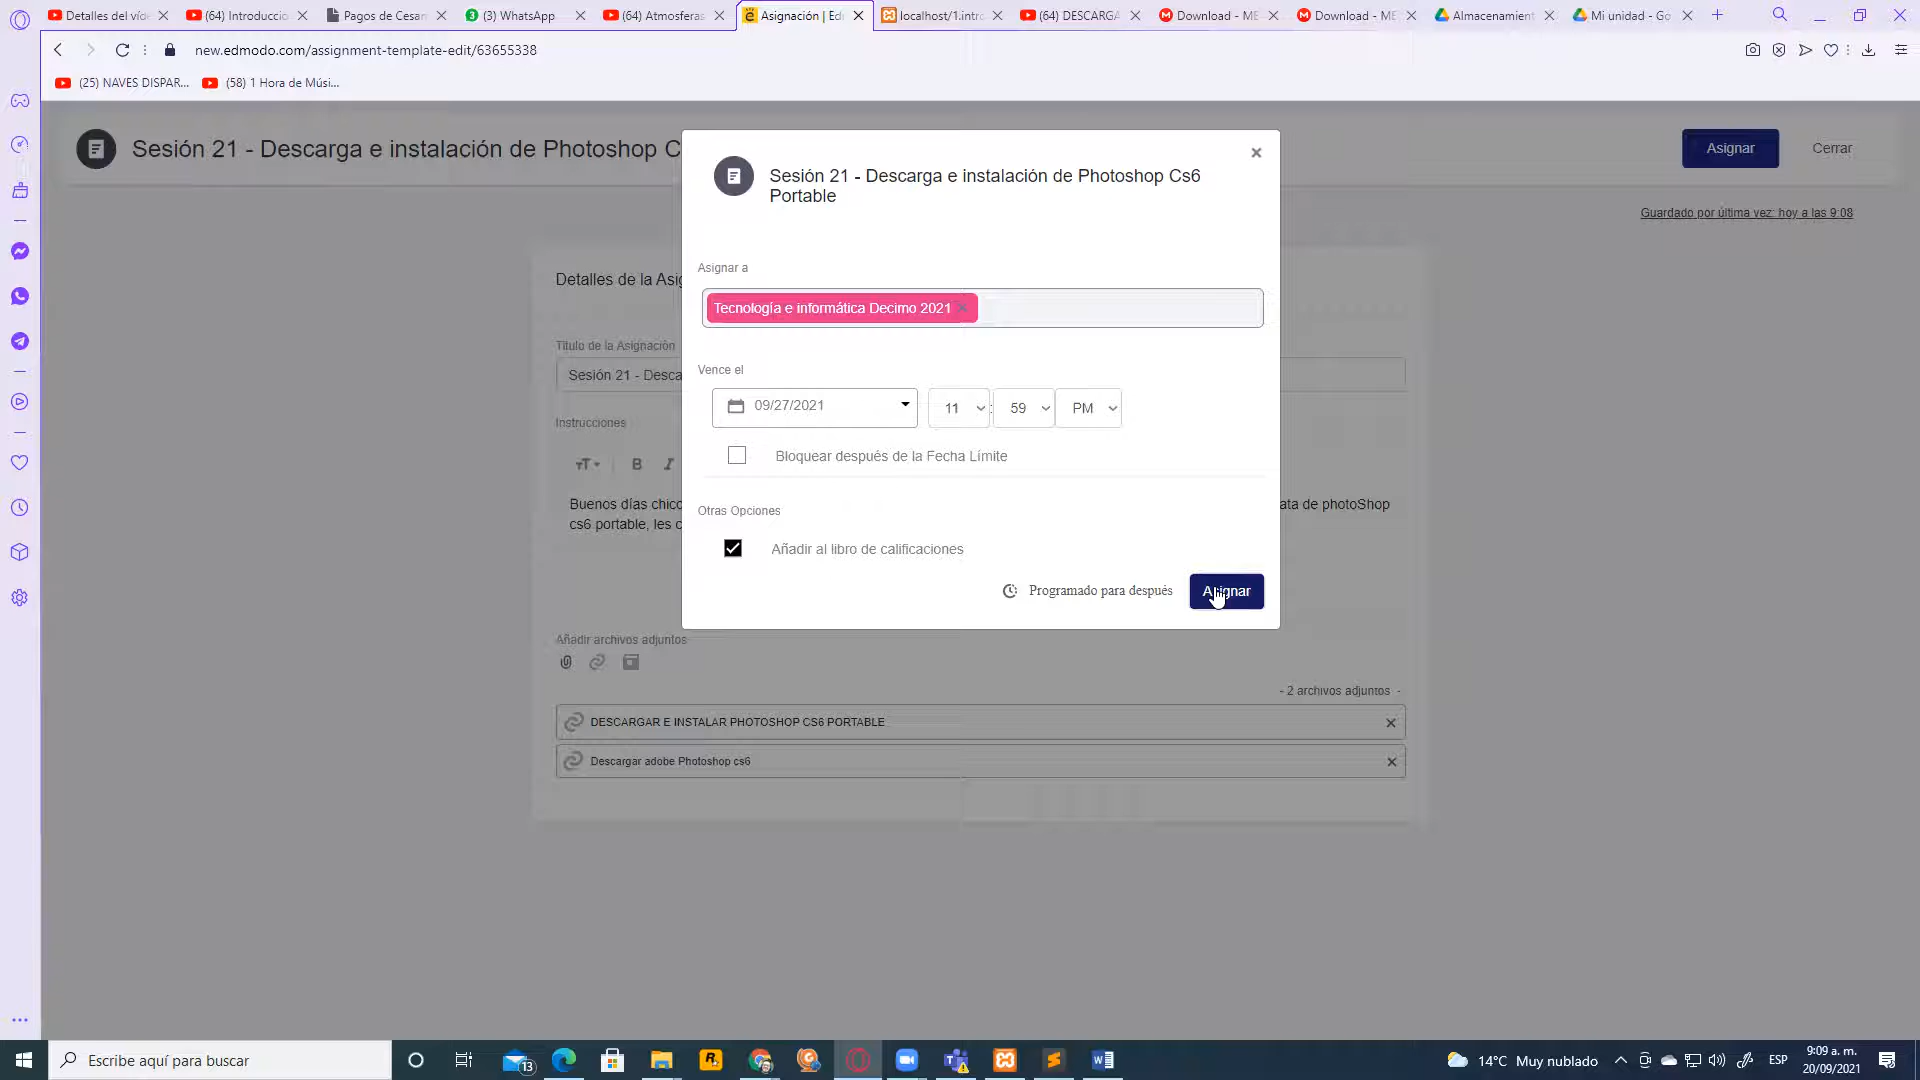 Detalles del víde
(64) Introducció
Pagos de Cesar
(3) WhatsApp
(64) Atmosferas
Asignación | Ed
localhost/1.intro
(64) DESCARGA
Download - ME
Download - ME
Almacenamient
Mi unidad - Go
new.edmodo.com/assignment-template-edit/63655338
(25) NAVES DISPAR...
(58) 1 Hora de Músi...
Sesión 21 - Descarga e instalación de Photoshop C
Asignar
Cerrar
Guardado por última vez: hoy a las 9:08
Sesión 21 - Descarga e instalación de Photoshop Cs6
Portable
Detalles de la Asig
Asignar a
Tecnología e informática Decimo 2021
Título de la Asignación
Sesión 21 - Desca
Vence el
09/27/2021
11
:
59
PM
Instrucciones
Bloquear después de la Fecha Límite
TT
B
I
Buenos días chico
ata de photoShop
cs6 portable, les c
Otras Opciones
Añadir al libro de calificaciones
Programado para después
Asignar
Añadir archivos adjuntos
- 2 archivos adjuntos -
DESCARGAR E INSTALAR PHOTOSHOP CS6 PORTABLE
Descargar adobe Photoshop cs6
Escribe aquí para buscar
13
14°C Muy nublado
ESP
9:09 a. m.
20/09/2021